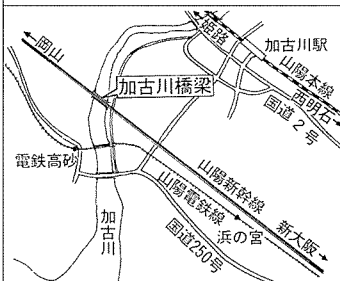 岡山
姫路
加古川駅
山陽本線
西明石
国道2号
加古川橋梁
電鉄高砂
山陽新幹線
山陽電鉄線
新大阪
浜の宮
加古川
国道250号